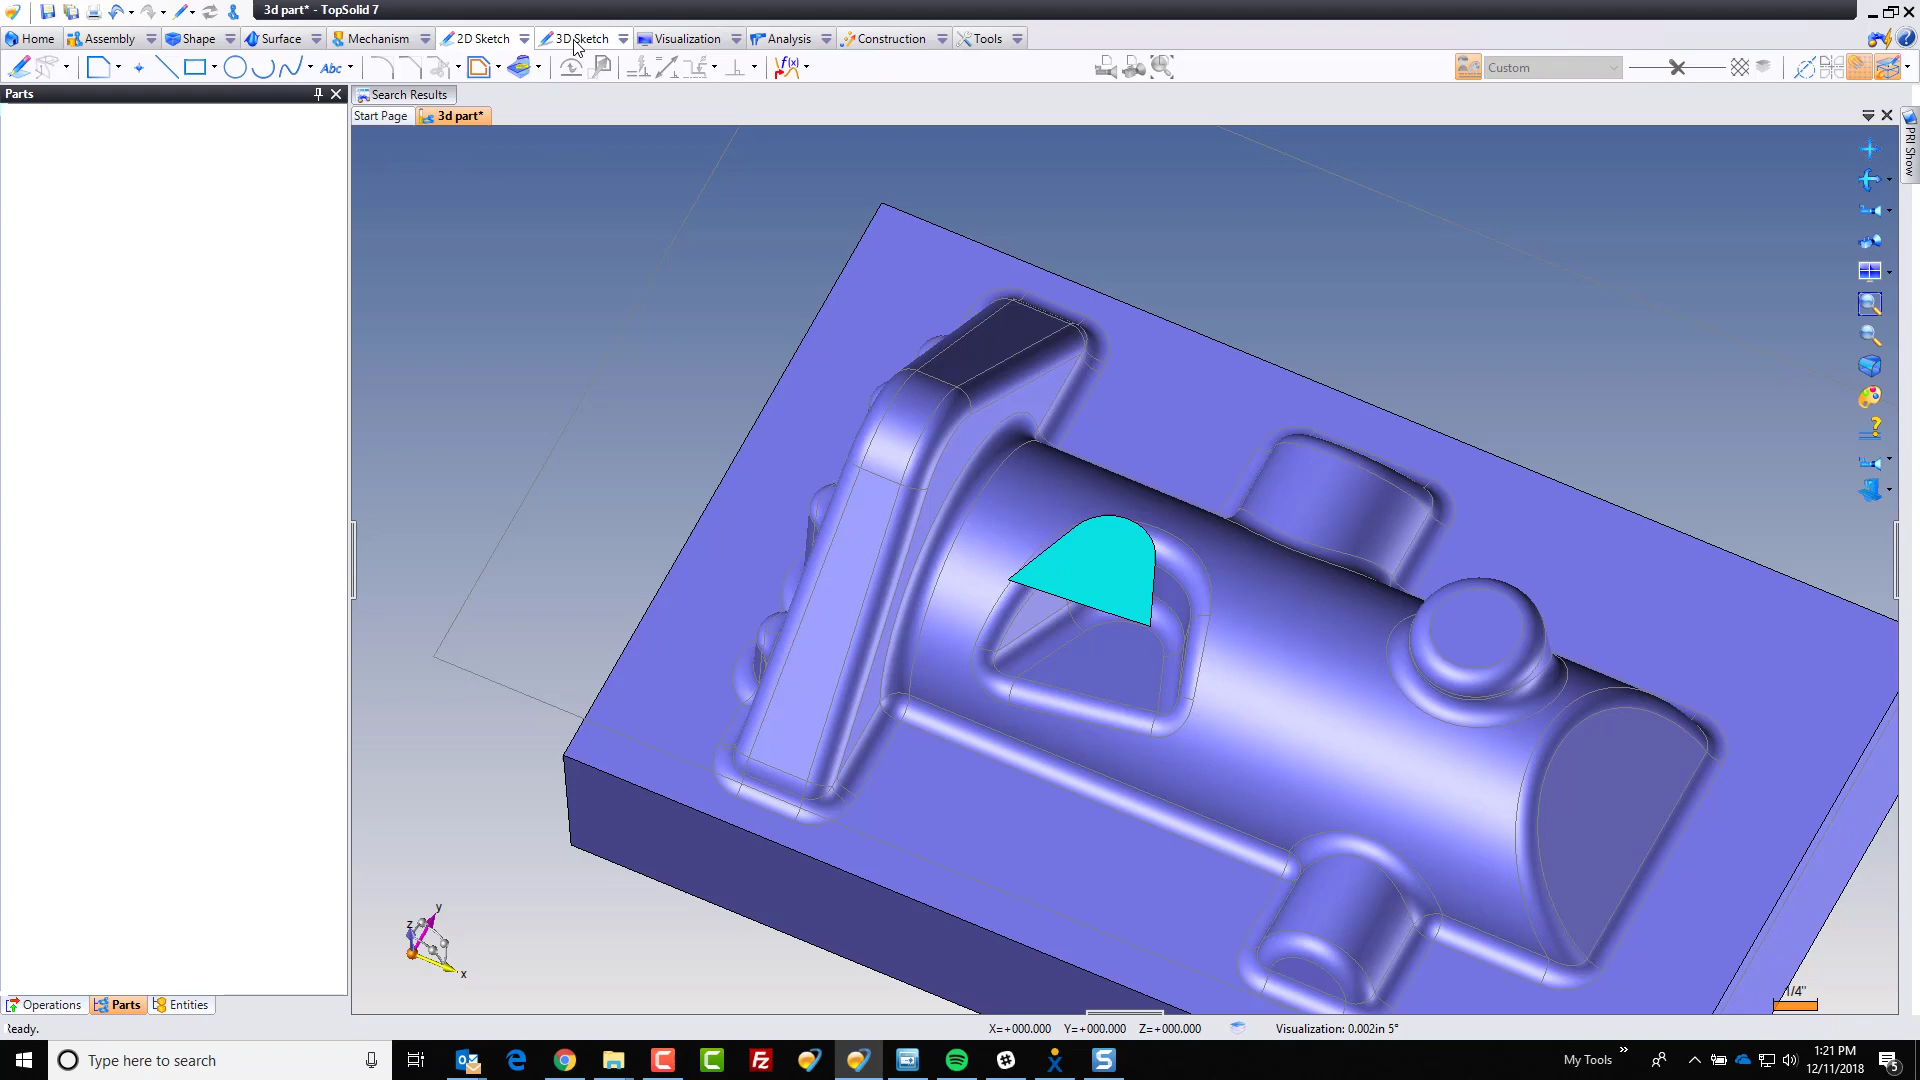 3d part* - TopSolid 7
Home Assembly Shape Surface Mechanism 2D Sketch 3D Sketch Visualization Analysis Construction Tools
Abc f(x) Custom
Parts
Search Results
Start Page 3d part*
PRI Show
y
z
x
1/4"
Operations Parts Entities
Ready.
X=+000.000 Y=+000.000 Z=+000.000 Visualization: 0.002in 5°
Type here to search
My Tools
1:21 PM
12/11/2018
5